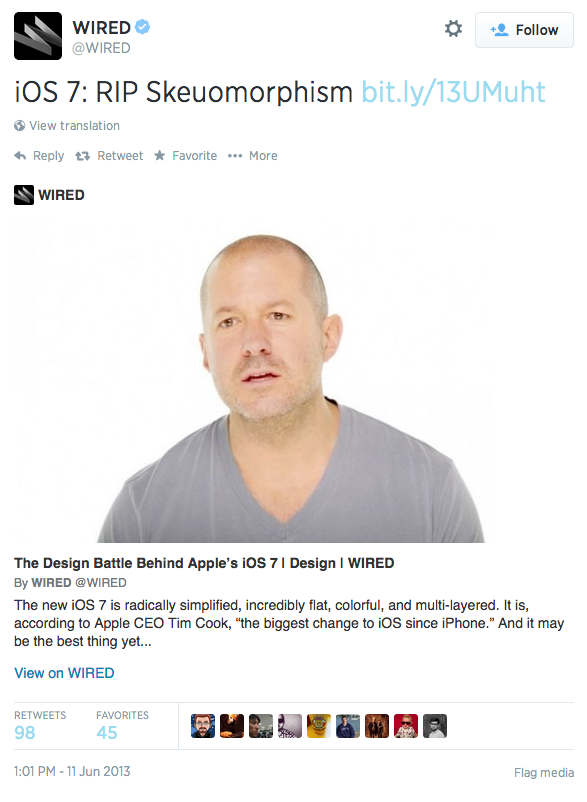 WIRED
@WIRED
Follow
iOS 7: RIP Skeuomorphism bit.ly/13UMuht
View translation
Reply Retweet Favorite More
WIRED
The Design Battle Behind Apple's iOS 7 | Design | WIRED
By WIRED @WIRED
The new iOS 7 is radically simplified, incredibly flat, colorful, and multi-layered. It is,
according to Apple CEO Tim Cook, “the biggest change to iOS since iPhone.” And it may
be the best thing yet...
View on WIRED
RETWEETS FAVORITES
98 45
1:01 PM - 11 Jun 2013
Flag media